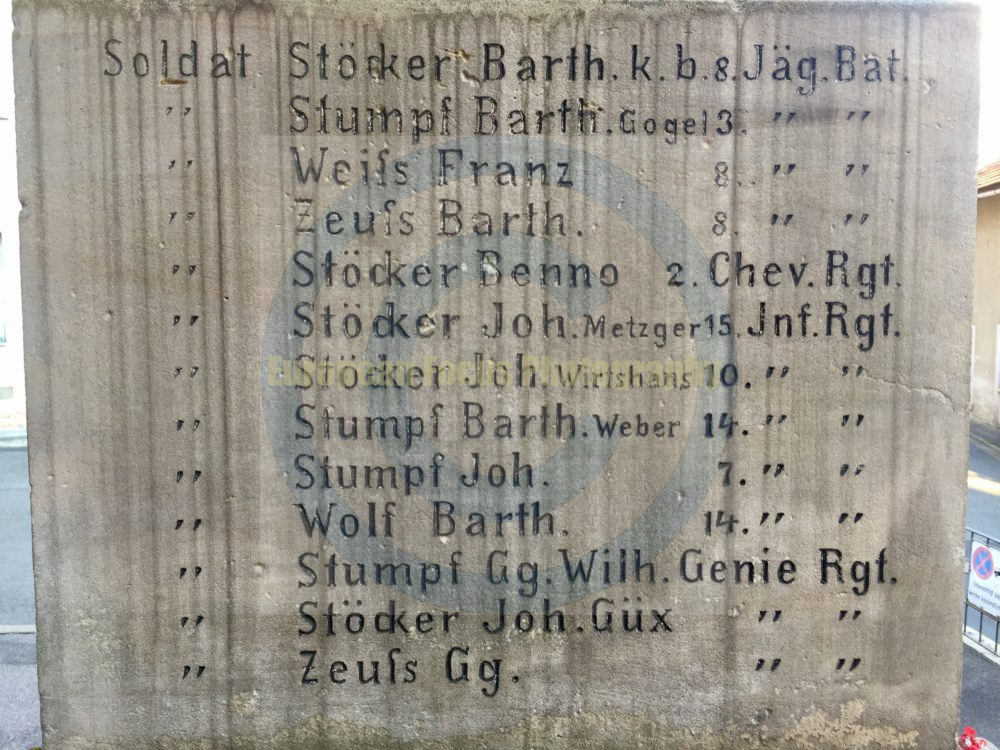 Soldat Stöcker Barth. k. b. 8. Jäg. Bat.
" Stumpf Barth. Gogel 3. " "
" Weiſs Franz 8. " "
" Zeuſs Barth. 8. " "
" Stöcker Benno 2. Chev. Rgt.
" Stöcker Joh. Metzger 15. Jnf. Rgt.
" Stöcker Joh. Wirtshans 10. " "
" Stumpf Barth. Weber 14. " "
" Stumpf Joh. 7. " "
" Wolf Barth. 14. " "
" Stumpf Gg. Wilh. Genie Rgt.
" Stöcker Joh. Güx " "
" Zeuſs Gg. " "